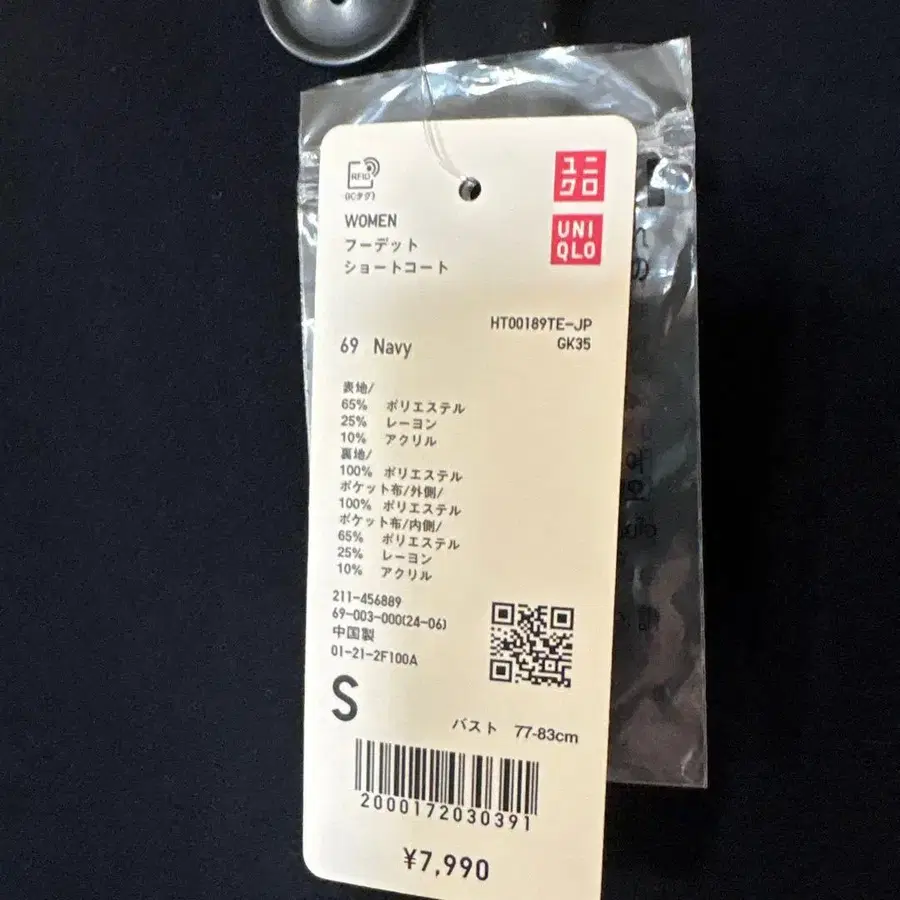 RFID
(ICタグ)
ユニ
クロ
UNI
QLO
WOMEN
フーデット
ショートコート
HT00189TE-JP
GK35
69 Navy
表地/
65% ポリエステル
25% レーヨン
10% アクリル
裏地/
100% ポリエステル
ポケット布/外側/
100% ポリエステル
ポケット布/内側/
65% ポリエステル
25% レーヨン
10% アクリル
211-456889
69-003-000(24-06)
中国製
01-21-2F100A
S
バスト 77-83cm
2000172030391
¥7,990